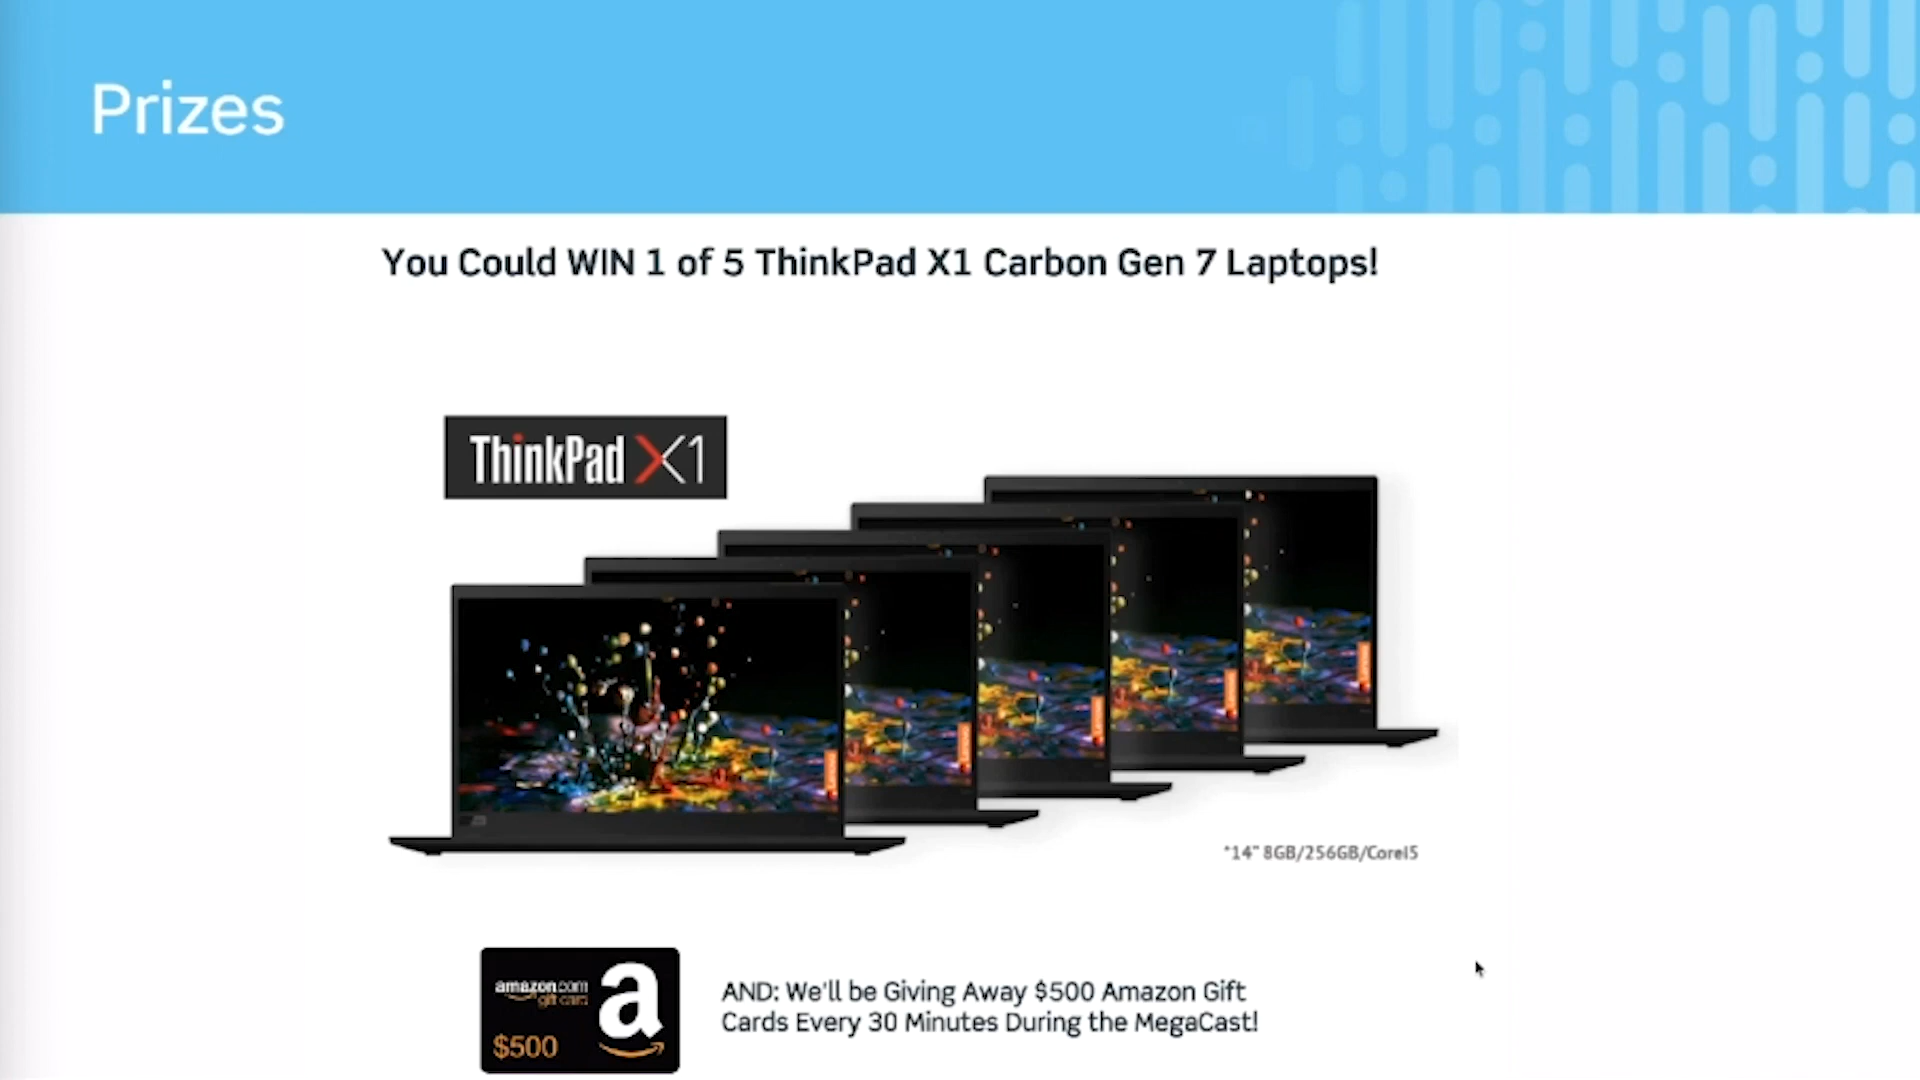 Prizes
You Could WIN 1 of 5 ThinkPad X1 Carbon Gen 7 Laptops!
ThinkPad X1
*14" 8GB/256GB/CoreI5
amazon.com
gift card
a
$500
AND: We'll be Giving Away $500 Amazon Gift
Cards Every 30 Minutes During the MegaCast!